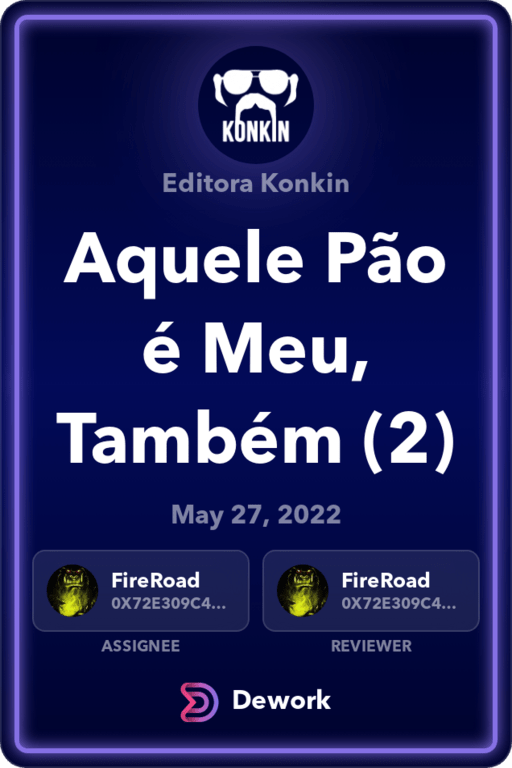 KONKIN
Editora Konkin
Aquele Pão
é Meu,
Também (2)
May 27, 2022
FireRoad FireRoad
0X72E309C4... 0X72E309C4...
ASSIGNEE REVIEWER
Dework